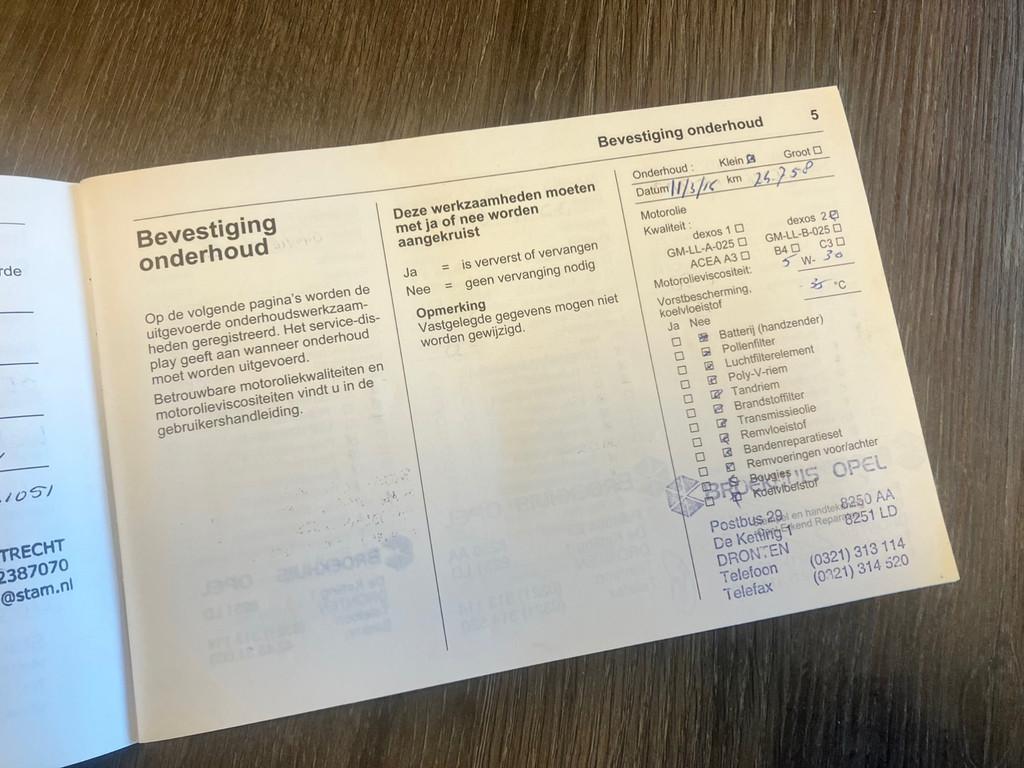 rde
1051
TRECHT
2387070
@stam.nl
Bevestiging onderhoud
5
Bevestiging
onderhoud
Op de volgende pagina's worden de
uitgevoerde onderhoudswerkzaam-
heden geregistreerd. Het service-dis-
play geeft aan wanneer onderhoud
moet worden uitgevoerd.
Betrouwbare motoroliekwaliteiten en
motorolieviscositeiten vindt u in de
gebruikershandleiding.
Deze werkzaamheden moeten
met ja of nee worden
aangekruist
Ja = is ververst of vervangen
Nee = geen vervanging nodig
Opmerking
Vastgelegde gegevens mogen niet
worden gewijzigd.
Onderhoud : Klein Groot
Datum 11/3/16 km
Motorolie
Kwaliteit :
dexos 1 dexos 2
GM-LL-A-025 GM-LL-B-025
ACEA A3 B4 C3
Motorolieviscositeit: 5 W- 30
Vorstbescherming,
koelvloeistof °C
Ja Nee
Batterij (handzender)
Pollenfilter
Luchtfilterelement
Poly-V-riem
Tandriem
Brandstoffilter
Transmissieolie
Remvloeistof
Bandenreparatieset
Remvoeringen voor/achter
Bougies
Koelvloeistof
BROEKHUIS OPEL
Postbus 29 8250 AA
De Ketting 1 8251 LD
DRONTEN
Telefoon (0321) 313 114
Telefax (0321) 314 520